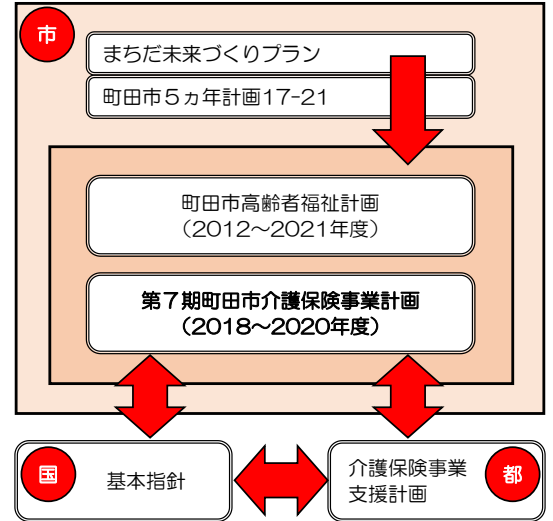 市
まちだ未来づくりプラン
町田市５ヵ年計画17-21
町田市高齢者福祉計画
（2012～2021年度）
第７期町田市介護保険事業計画
（2018～2020年度）
国
基本指針
介護保険事業
支援計画
都